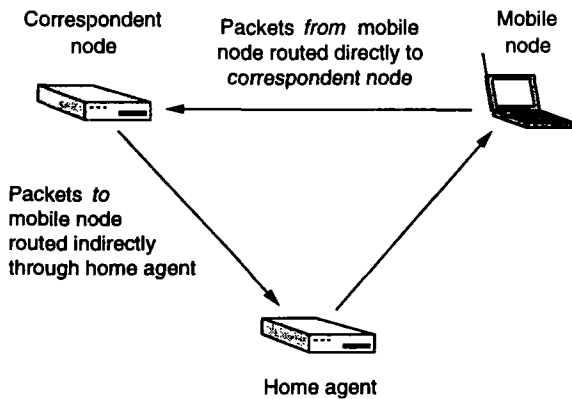 Correspondent
node
Packets from mobile
node routed directly to
correspondent node
Mobile
node
Packets to
mobile node
routed indirectly
through home agent
Home agent